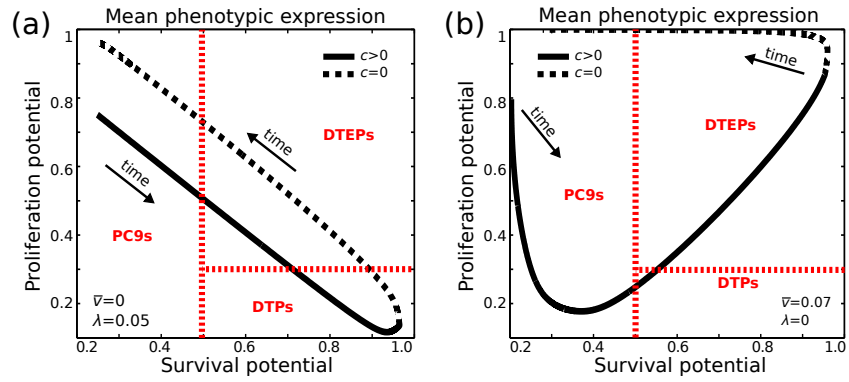 (a)
Mean phenotypic expression
Proliferation potential
1
0.8
0.6
0.4
0.2
c>0
c=0
time
time
DTEPs
PC9s
DTPs
v̅=0
λ=0.05
0.2
0.4
0.6
0.8
1.0
Survival potential
(b)
Mean phenotypic expression
Proliferation potential
1
0.8
0.6
0.4
0.2
c>0
c=0
time
time
DTEPs
PC9s
DTPs
v̅=0.07
λ=0
0.2
0.4
0.6
0.8
1.0
Survival potential